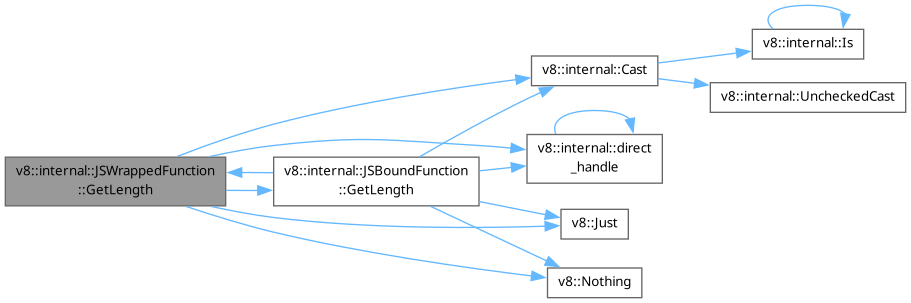 v8::internal::JSWrappedFunction
::GetLength
v8::internal::JSBoundFunction
::GetLength
v8::internal::Cast
v8::internal::Is
v8::internal::UncheckedCast
v8::internal::direct
_handle
v8::Just
v8::Nothing